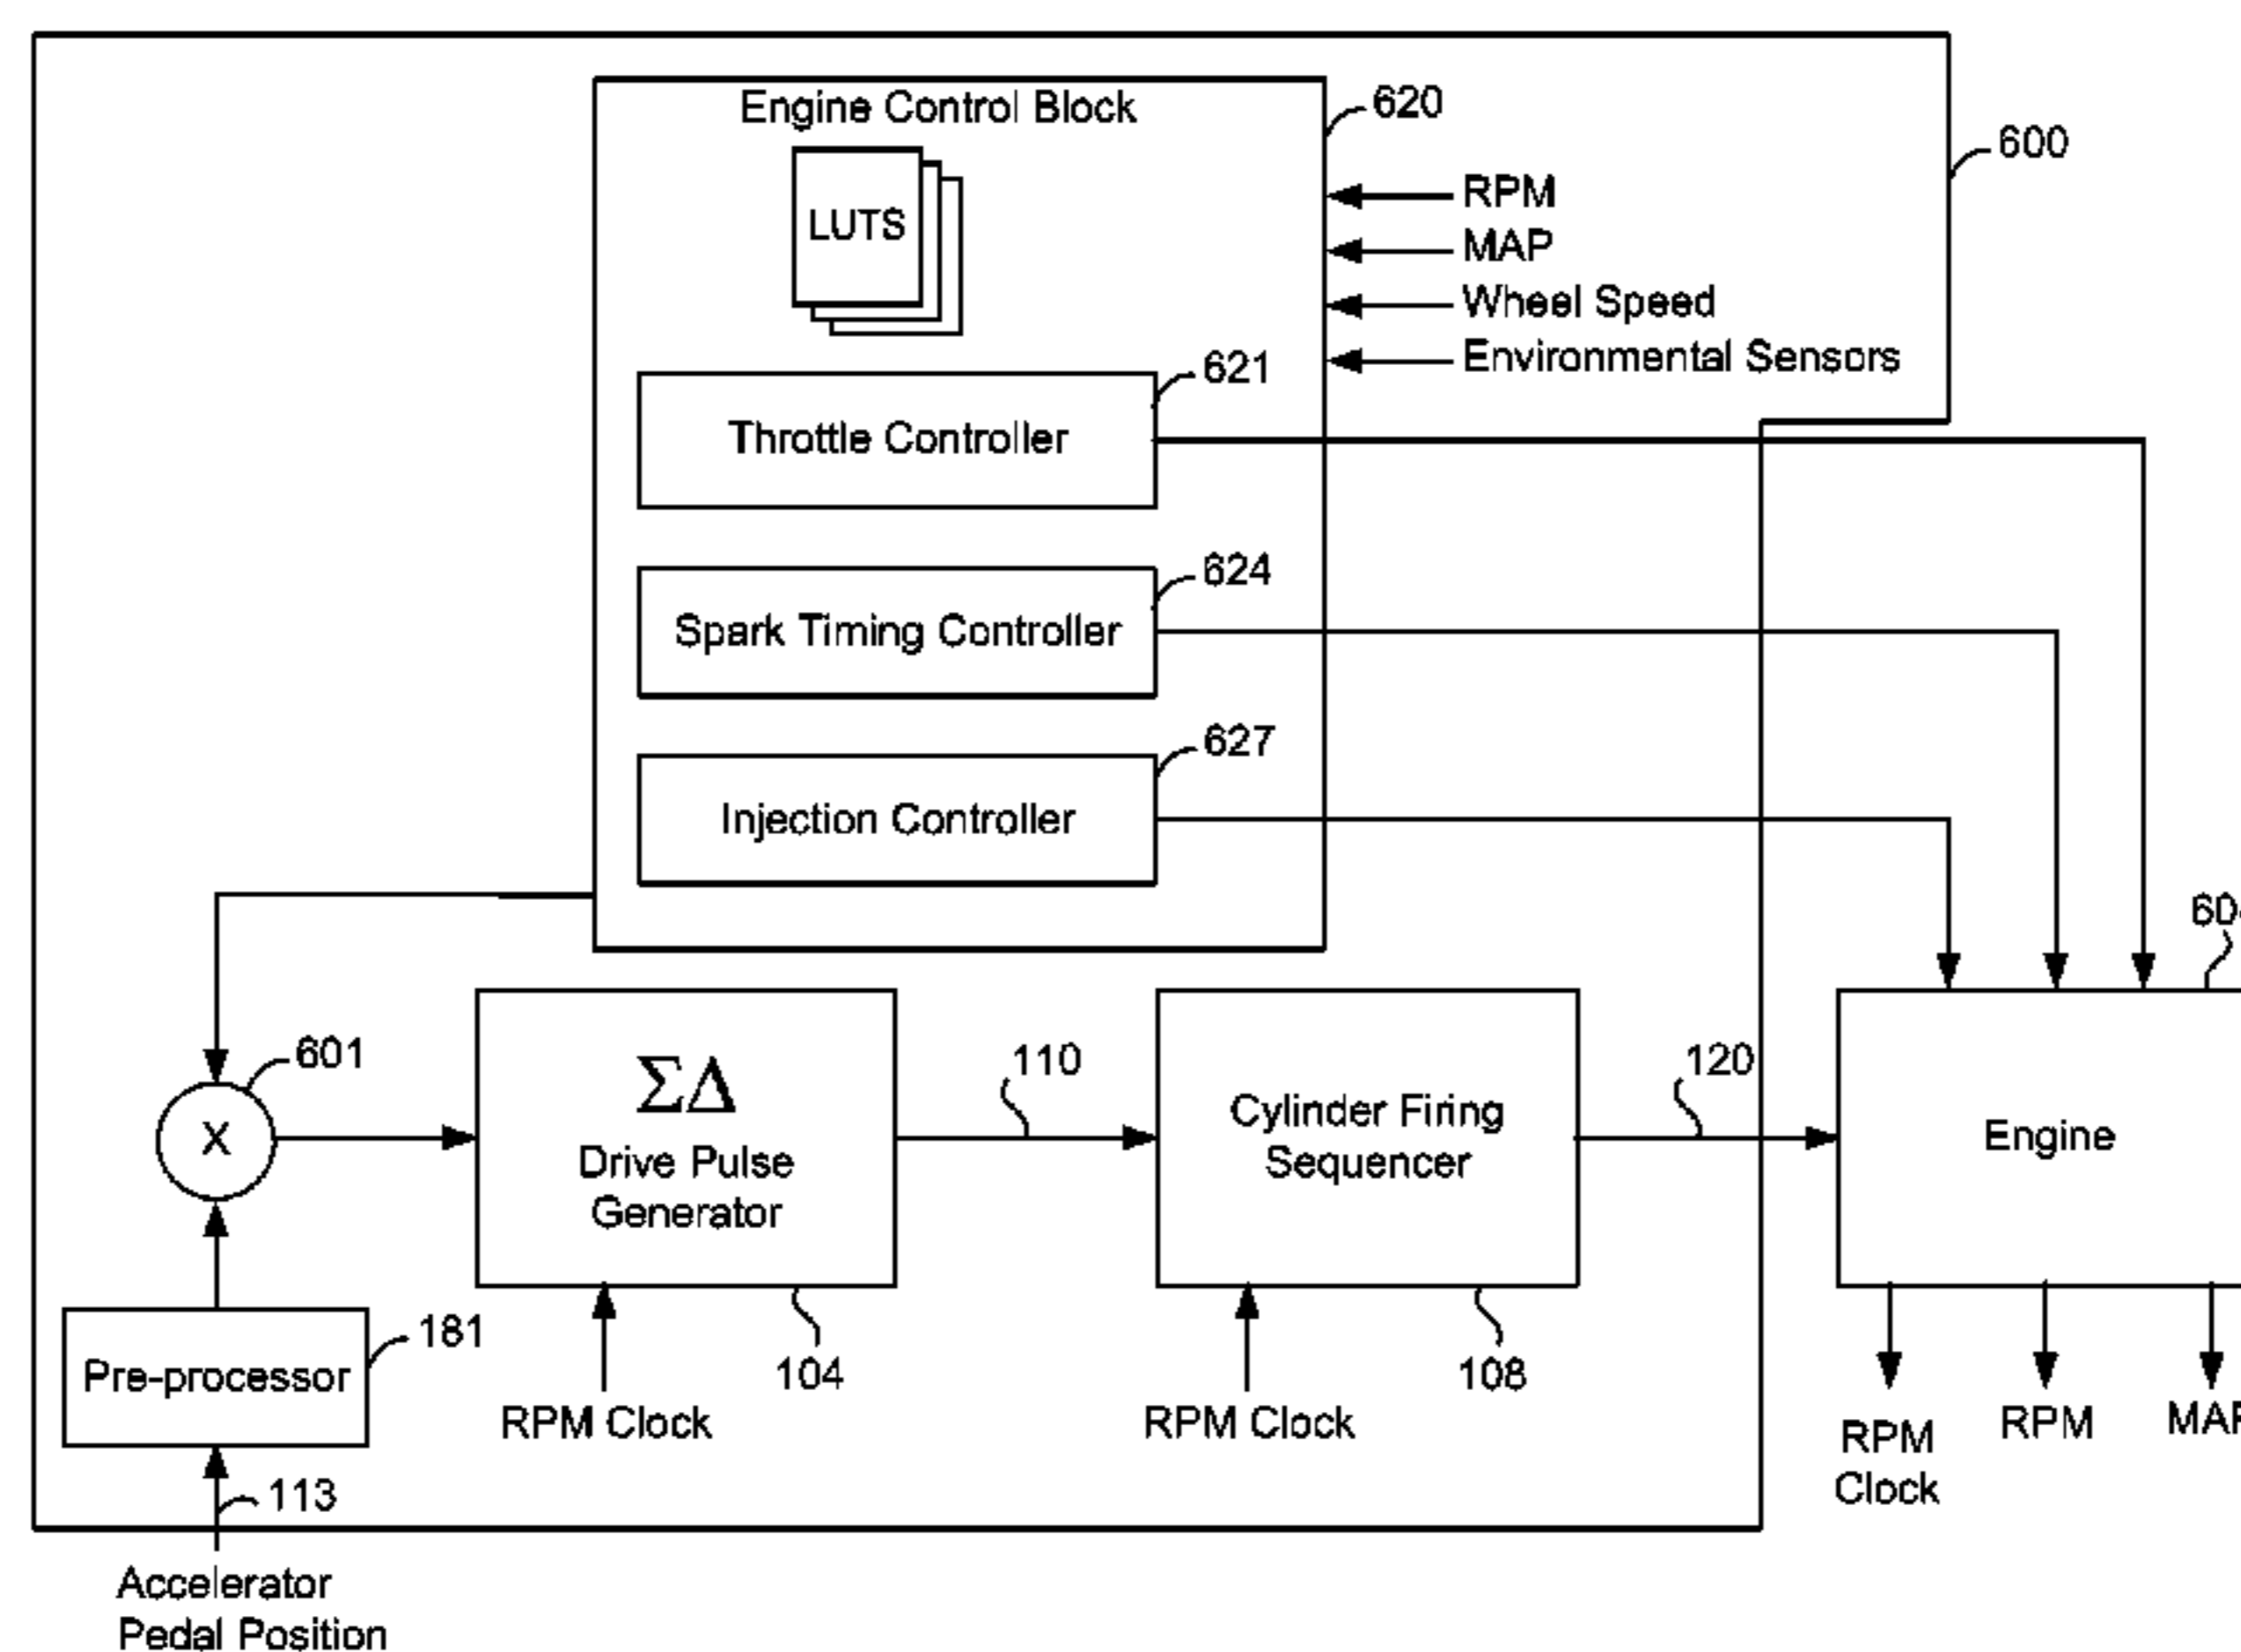 Engine Control Block
620
600
LUTS
RPM
MAP
Wheel Speed
Environmental Sensors
621
Throttle Controller
624
Spark Timing Controller
627
Injection Controller
601
X
ΣΔ
Drive Pulse
Generator
110
Cylinder Firing
Sequencer
120
Engine
Pre-processor
181
RPM Clock
104
RPM Clock
108
RPM
Clock
RPM
113
Accelerator
Pedal Position